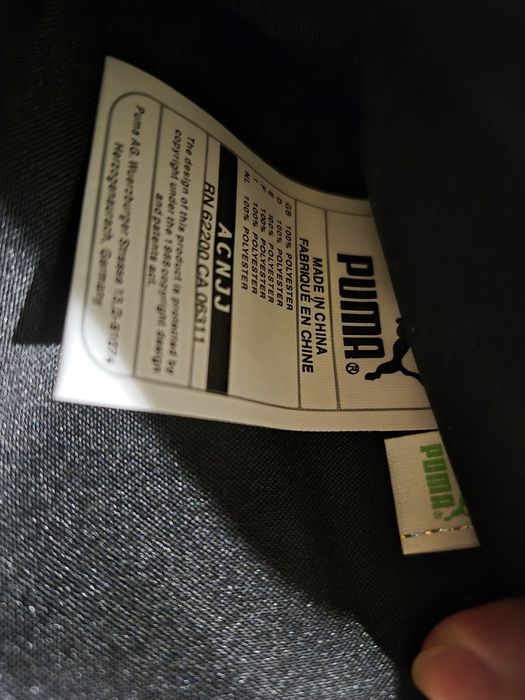 PUMA®
MADE IN CHINA
FABRIQUE EN CHINE
GB 100% POLYESTER
D 100% POLYESTER
E 100% POLYESTER
F 100% POLYESTER
I 100% POLYESTER
NL 100% POLYESTER
ACNJJ
RN 62200 CA 06311
The design of this product is protected by
copyright under the 1988 copyright design
and patents act.
Puma AG. Wuerzburger Strasse 13,
Herzogenaurach, Germany
PUMA®